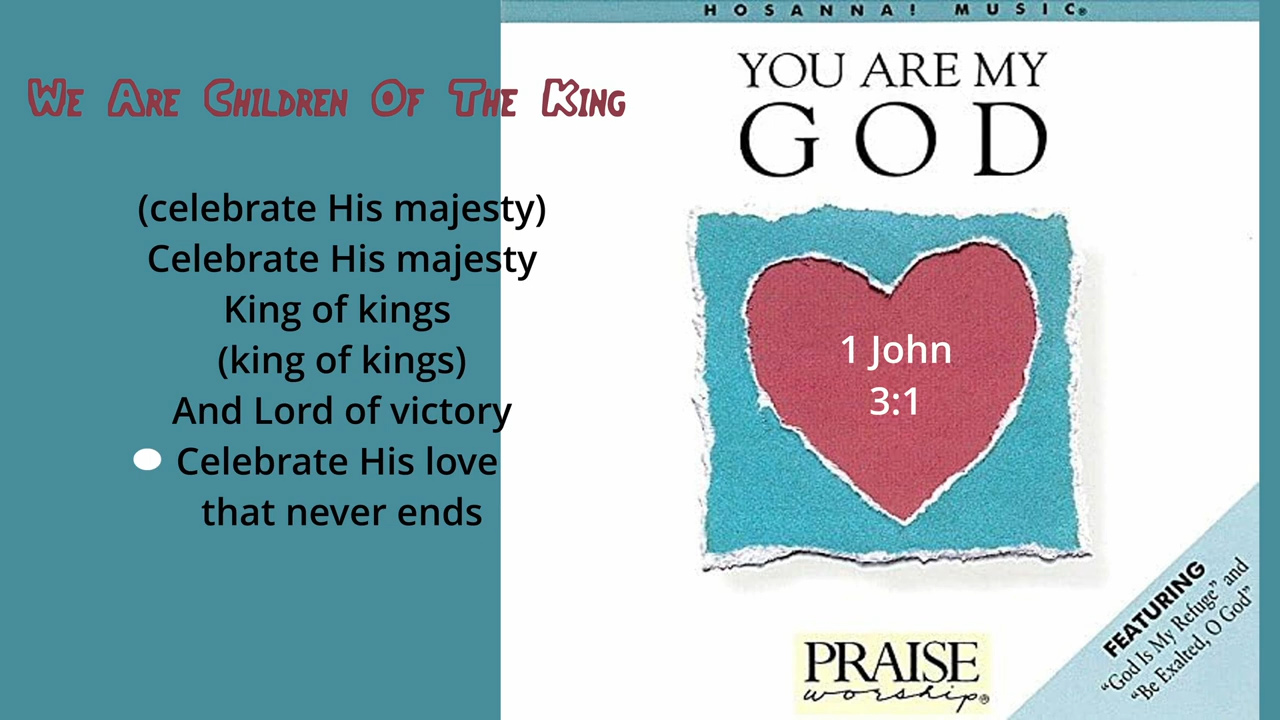 HOSANNA! MUSIC®
We Are Children Of The King
(celebrate His majesty)
Celebrate His majesty
King of kings
(king of kings)
And Lord of victory
Celebrate His love
that never ends
YOU ARE MY
GOD
1 John
3:1
FEATURING
“God Is My Refuge” and
“Be Exalted, O God”
PRAISE
worship®